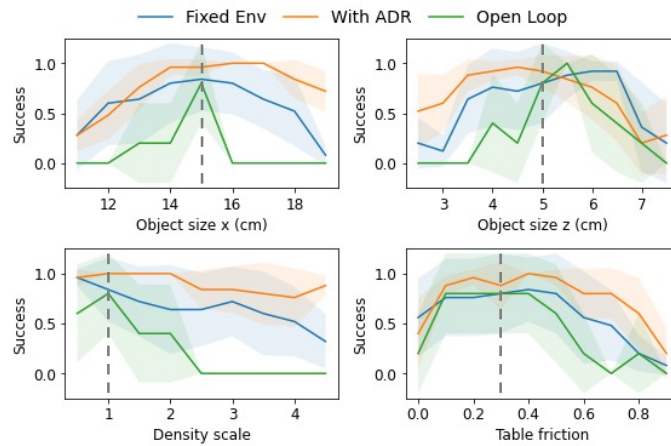 Fixed Env With ADR Open Loop
Success
1.0
0.5
0.0
12 14 16 18
Object size x (cm)
Success
1.0
0.5
0.0
3 4 5 6 7
Object size z (cm)
Success
1.0
0.5
0.0
1 2 3 4
Density scale
Success
1.0
0.5
0.0
0.0 0.2 0.4 0.6 0.8
Table friction